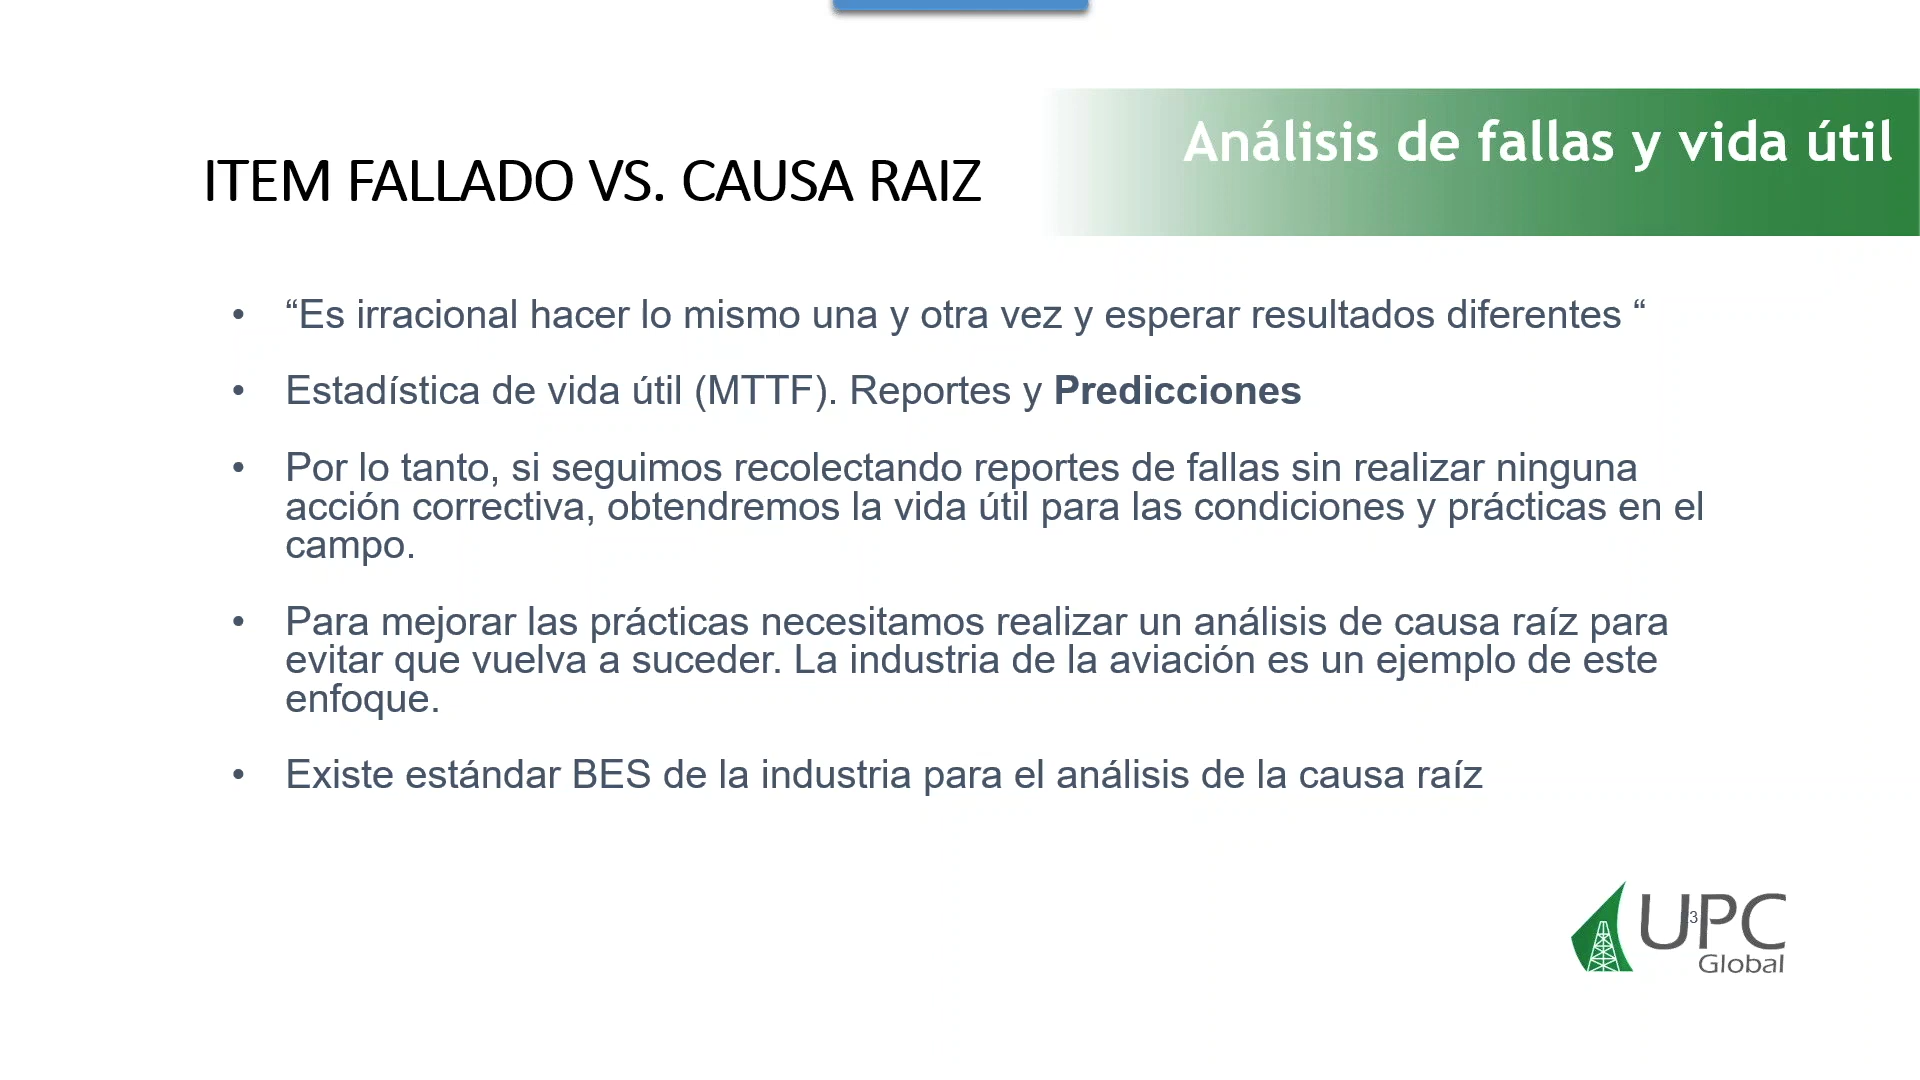 Análisis de fallas y vida útil
ITEM FALLADO VS. CAUSA RAIZ
• “Es irracional hacer lo mismo una y otra vez y esperar resultados diferentes “
• Estadística de vida útil (MTTF). Reportes y Predicciones
• Por lo tanto, si seguimos recolectando reportes de fallas sin realizar ninguna
acción correctiva, obtendremos la vida útil para las condiciones y prácticas en el
campo.
• Para mejorar las prácticas necesitamos realizar un análisis de causa raíz para
evitar que vuelva a suceder. La industria de la aviación es un ejemplo de este
enfoque.
• Existe estándar BES de la industria para el análisis de la causa raíz
UPC
Global